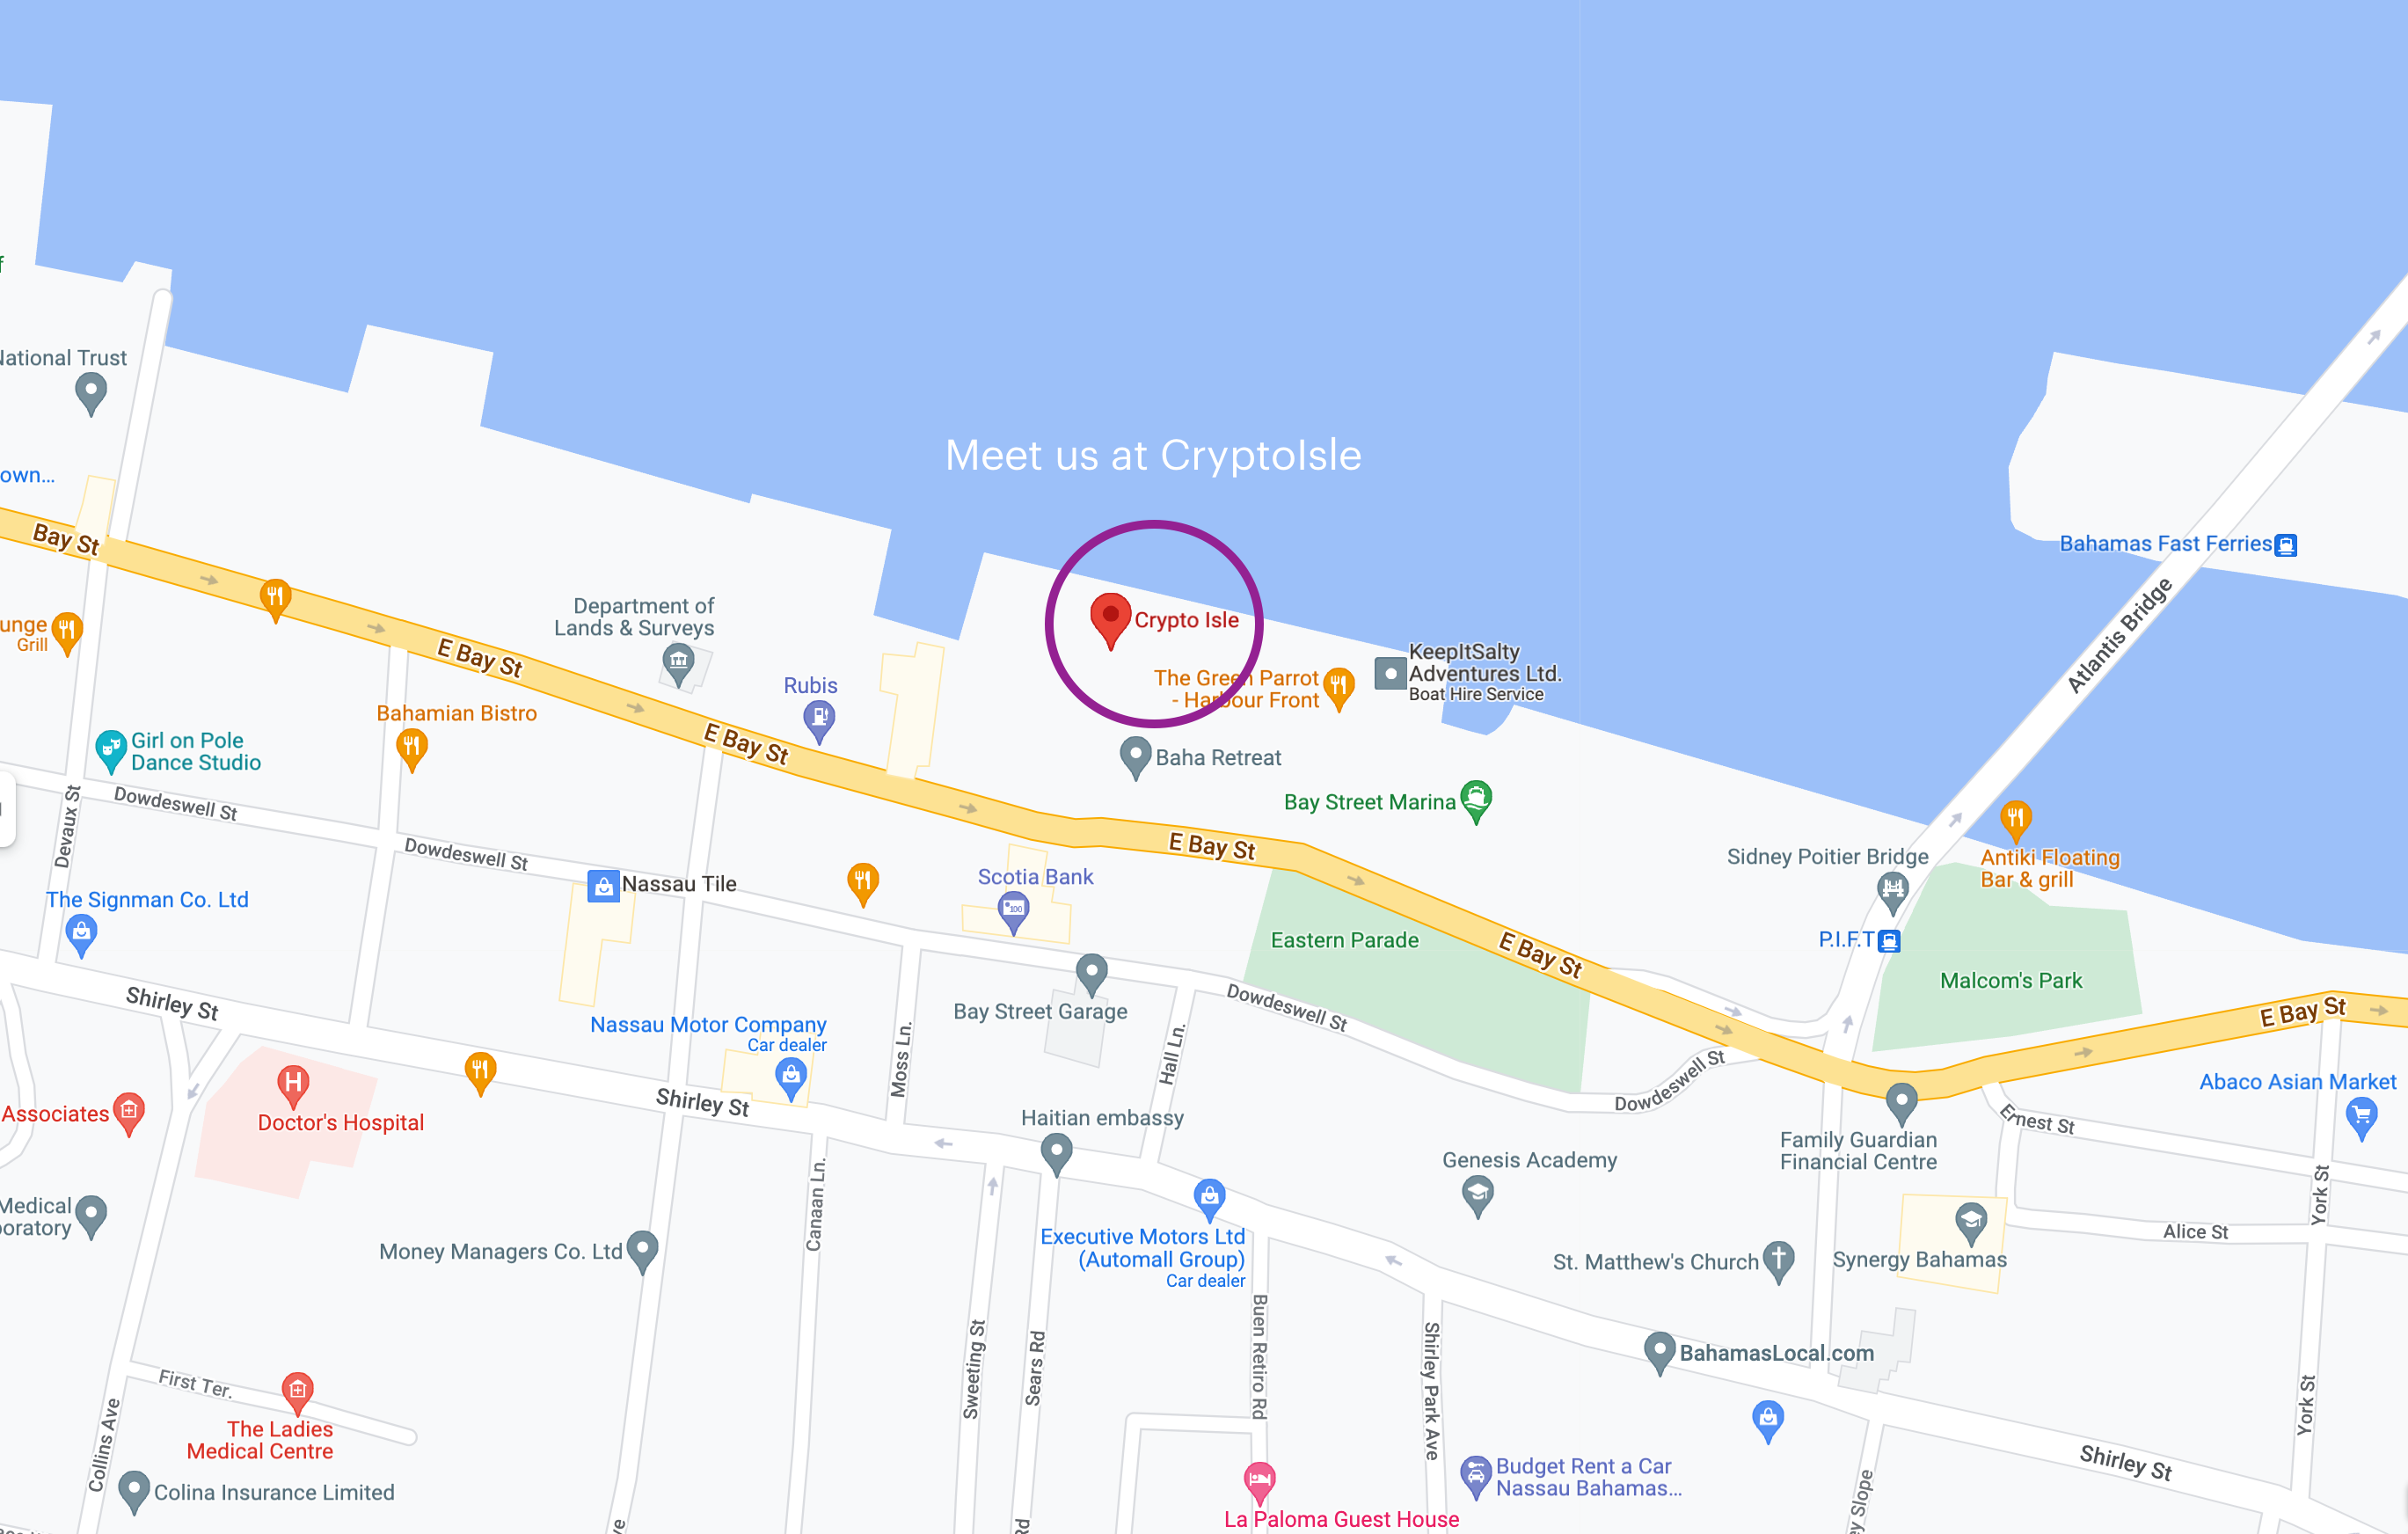 National Trust
own...
Bay St
unge
Grill
Girl on Pole
Dance Studio
Devaux St
Dowdeswell St
The Signman Co. Ltd
E Bay St
Bahamian Bistro
Department of
Lands & Surveys
Rubis
E Bay St
Meet us at CryptoIsle
Crypto Isle
The Green Parrot
- Harbour Front
KeepItSalty
Adventures Ltd.
Boat Hire Service
Baha Retreat
Bay Street Marina
E Bay St
Bahamas Fast Ferries
Atlantis Bridge
Sidney Poitier Bridge
Antiki Floating
Bar & grill
P.I.F.T
Malcom's Park
Dowdeswell St
Nassau Tile
Scotia Bank
100
Eastern Parade
E Bay St
E Bay St
Bay Street Garage
Dowdeswell St
Dowdeswell St
Shirley St
Nassau Motor Company
Car dealer
Moss Ln.
Hall Ln.
Associates
H
Doctor's Hospital
Shirley St
Haitian embassy
Genesis Academy
Family Guardian
Financial Centre
Ernest St
Abaco Asian Market
Medical
oratory
Money Managers Co. Ltd
Canaan Ln.
Executive Motors Ltd
(Automall Group)
Car dealer
St. Matthew's Church
Synergy Bahamas
Alice St
York St
First Ter.
The Ladies
Medical Centre
Collins Ave
Colina Insurance Limited
Sweeting St
Sears Rd
Buen Retiro Rd
Shirley Park Ave
BahamasLocal.com
York St
Shirley St
Budget Rent a Car
Nassau Bahamas...
La Paloma Guest House
ve
Rd
ey Slope